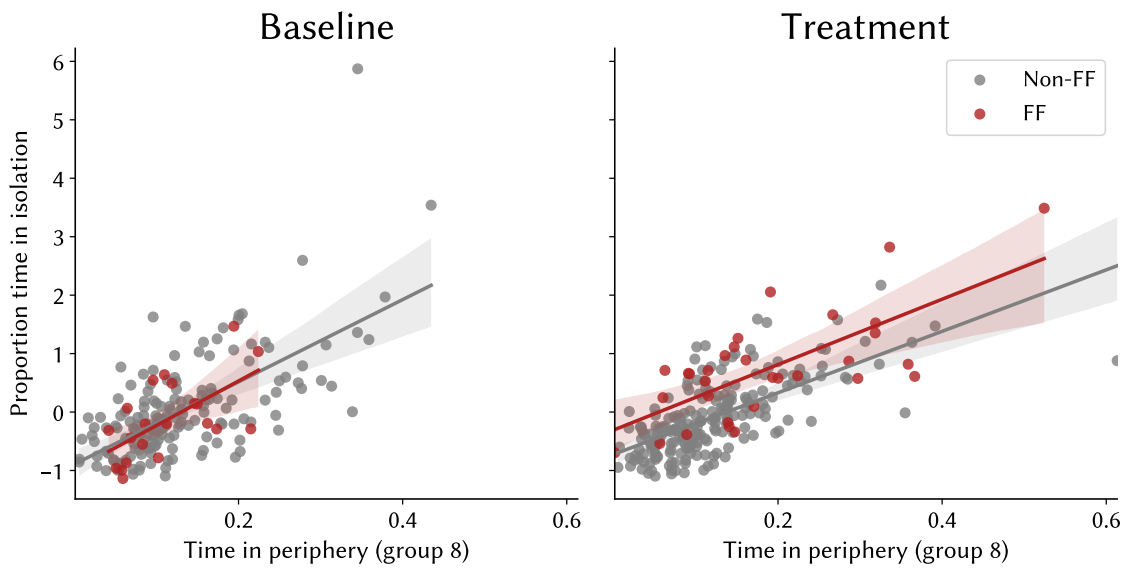 Baseline
Treatment
Proportion time in isolation
6
5
4
3
2
1
0
−1
0.2
0.4
0.6
Time in periphery (group 8)
Non-FF
FF
0.2
0.4
0.6
Time in periphery (group 8)